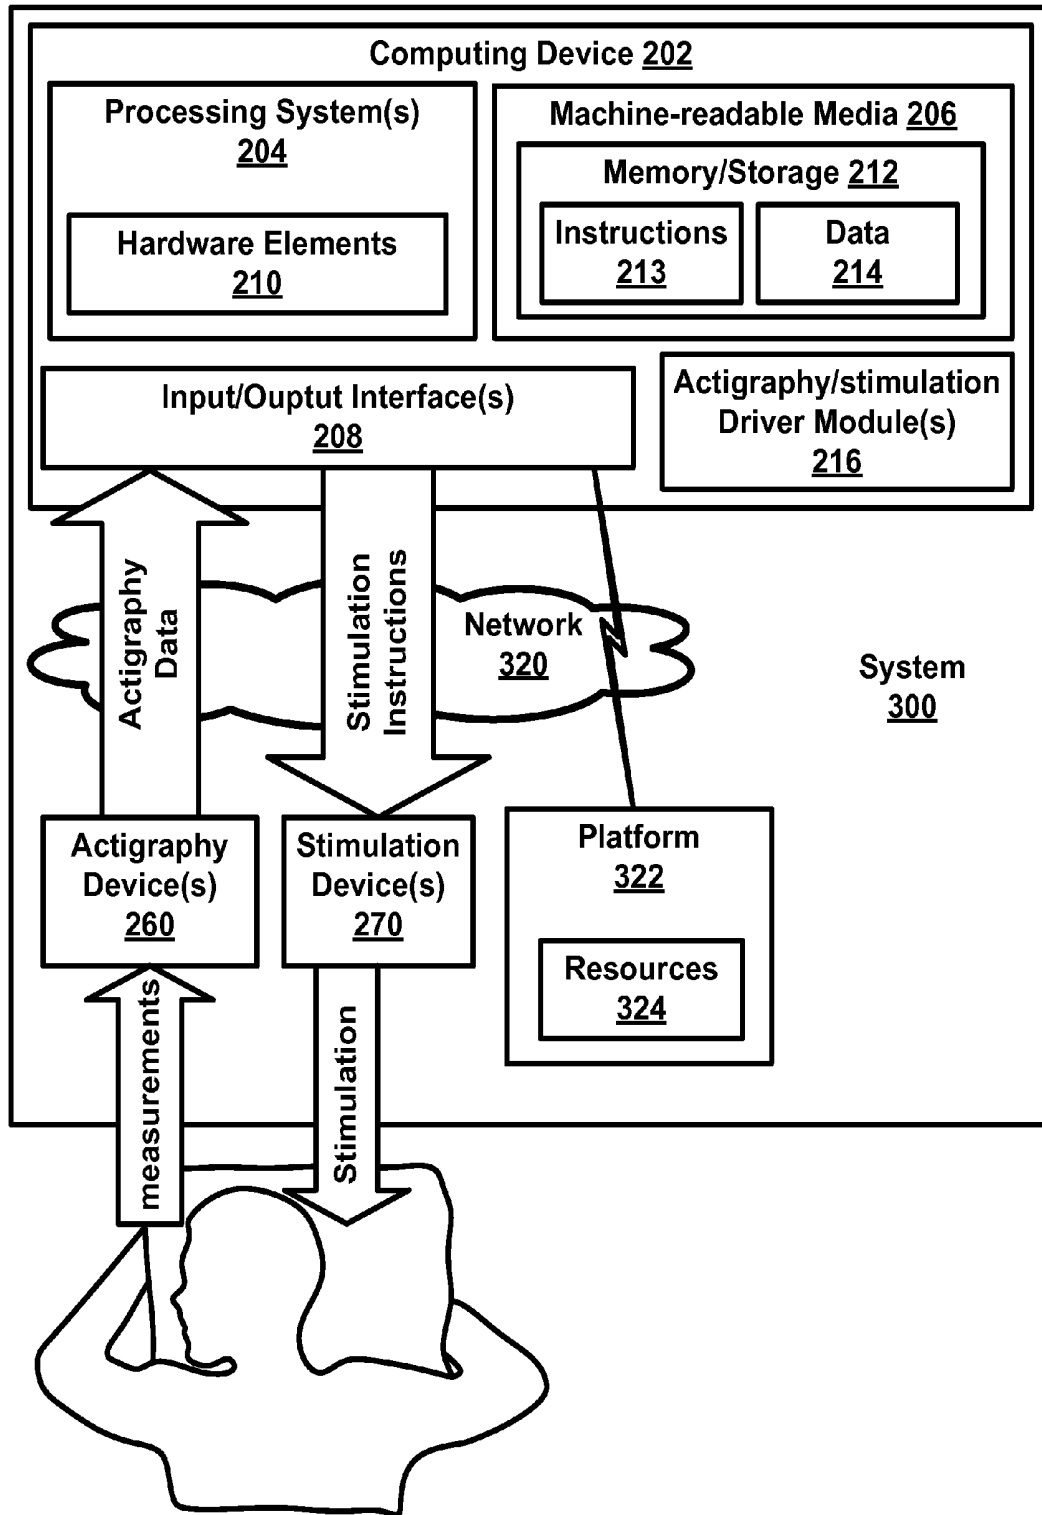 Computing Device 202
Processing System(s)
204
Hardware Elements
210
Machine-readable Media 206
Memory/Storage 212
Instructions
213
Data
214
Input/Ouptut Interface(s)
208
Actigraphy/stimulation
Driver Module(s)
216
Actigraphy
Data
Stimulation
Instructions
Network
320
System
300
Actigraphy
Device(s)
260
Stimulation
Device(s)
270
Platform
322
Resources
324
measurements
Stimulation